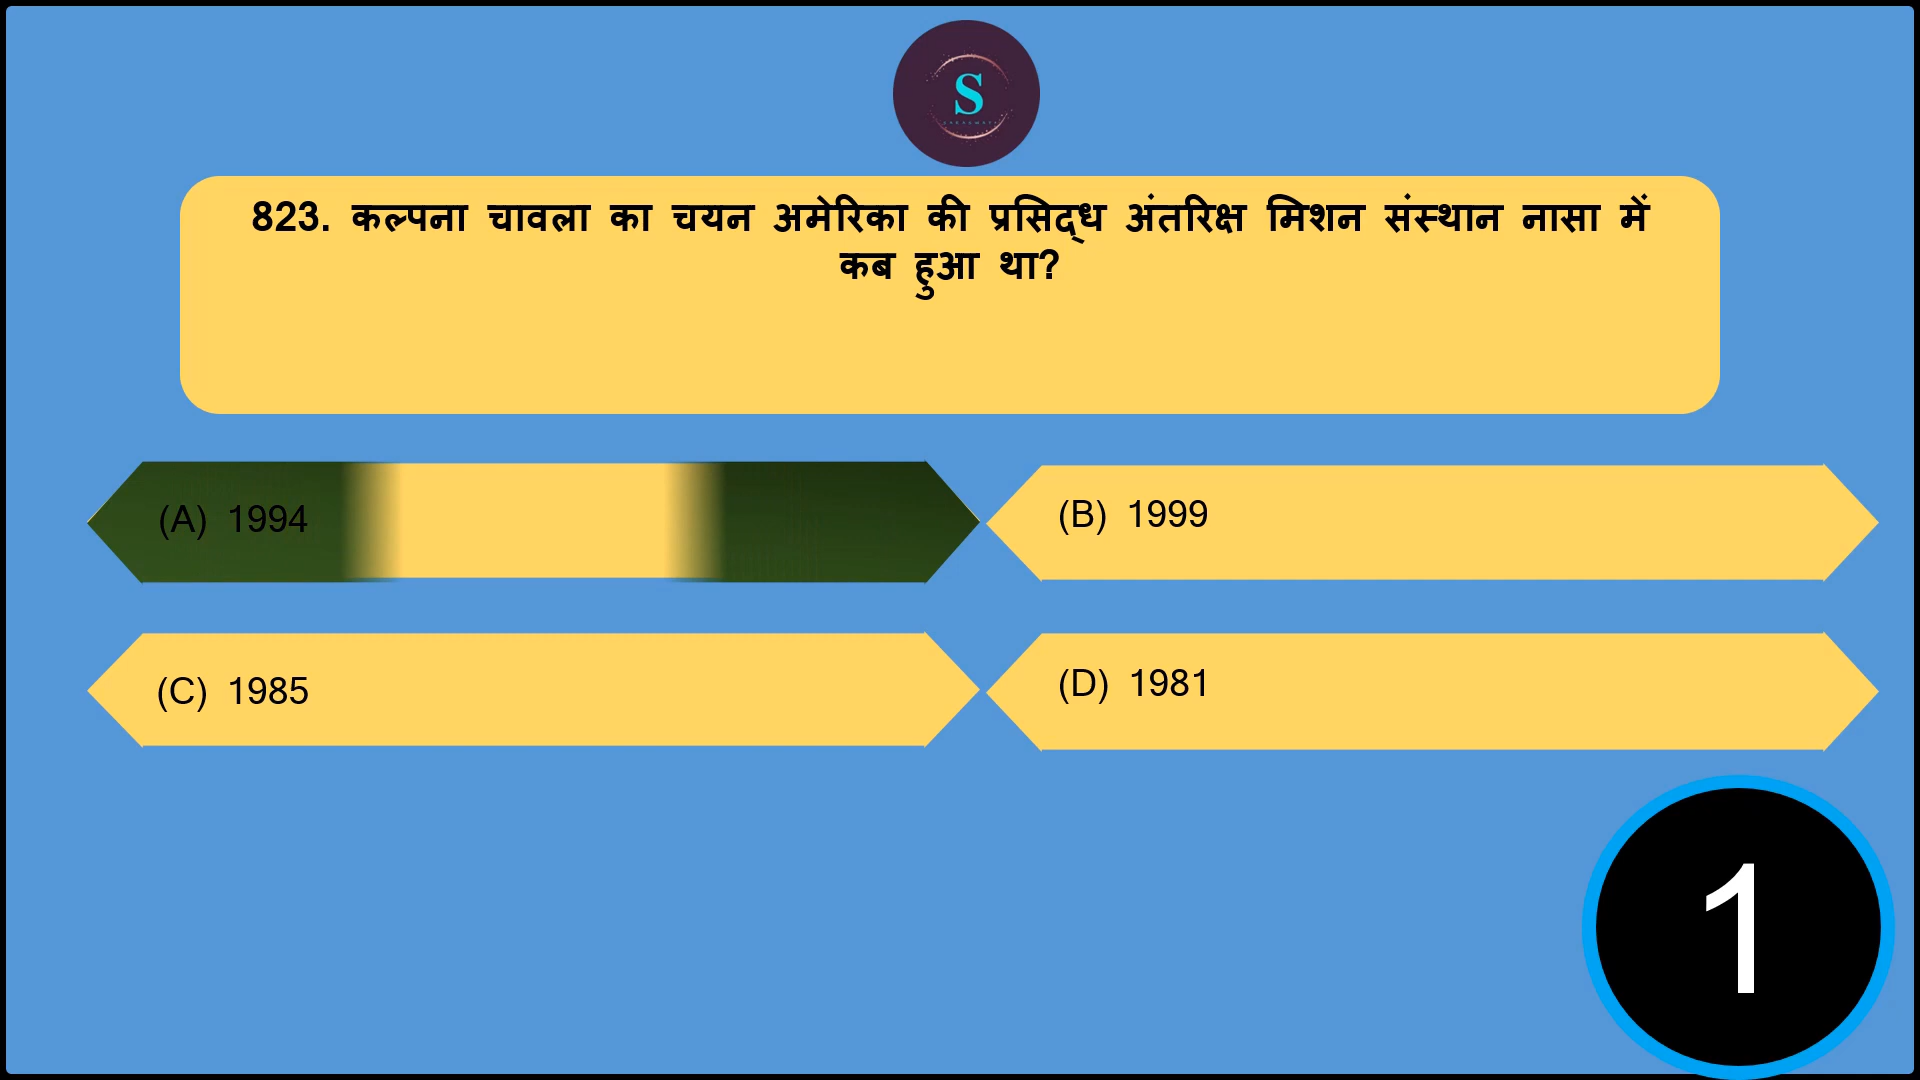 S
823. कल्पना चावला का चयन अमेरिका की प्रसिद्ध अंतरिक्ष मिशन संस्थान नासा में
कब हुआ था?
(A) 1994
(B) 1999
(C) 1985
(D) 1981
1